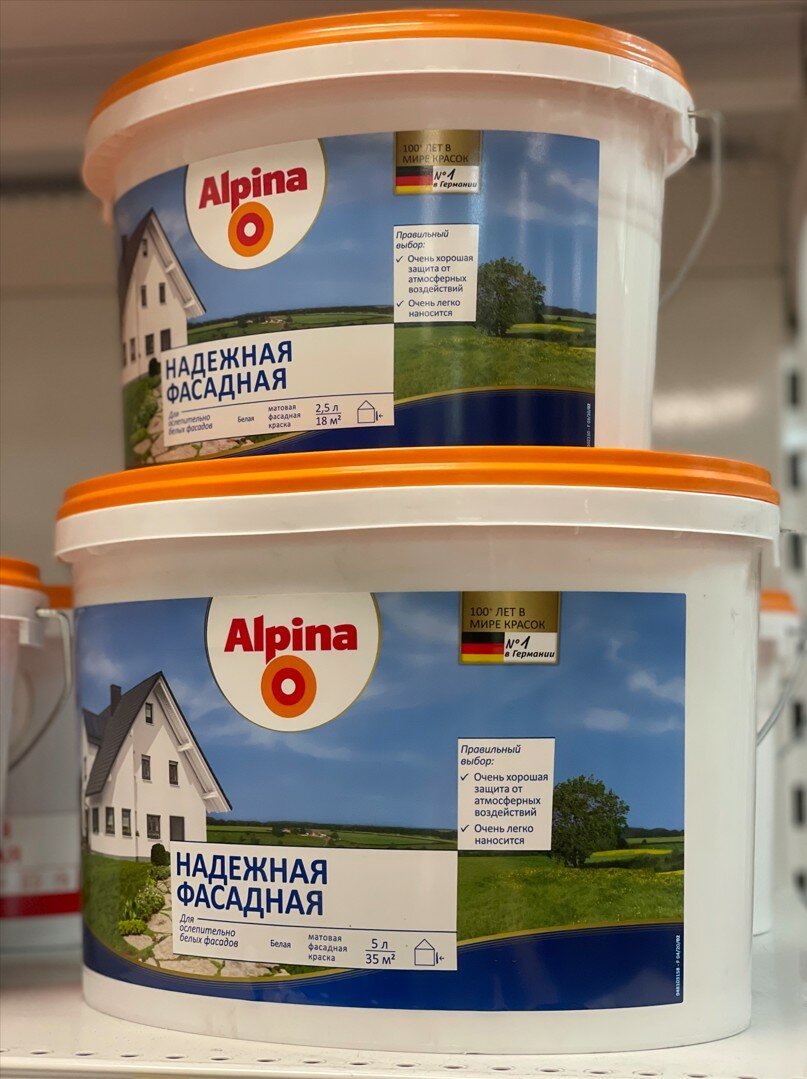 Alpina
100⁺ ЛЕТ В
МИРЕ КРАСОК
№1
в Германии
Правильный
выбор:
✓ Очень хорошая
защита от
атмосферных
воздействий
✓ Очень легко
наносится
НАДЕЖНАЯ
ФАСАДНАЯ
Для
ослепительно
белых фасадов
Белая
матовая
фасадная
краска
2,5 л
18 м²
Alpina
100⁺ ЛЕТ В
МИРЕ КРАСОК
№1
в Германии
Правильный
выбор:
✓ Очень хорошая
защита от
атмосферных
воздействий
✓ Очень легко
наносится
НАДЕЖНАЯ
ФАСАДНАЯ
Для
ослепительно
белых фасадов
Белая
матовая
фасадная
краска
5 л
35 м²